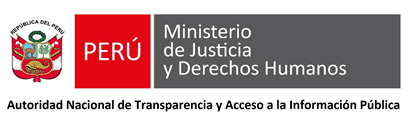 REPÚBLICA DEL PERÚ
PERÚ
Ministerio
de Justicia
y Derechos Humanos
Autoridad Nacional de Transparencia y Acceso a la Información Pública